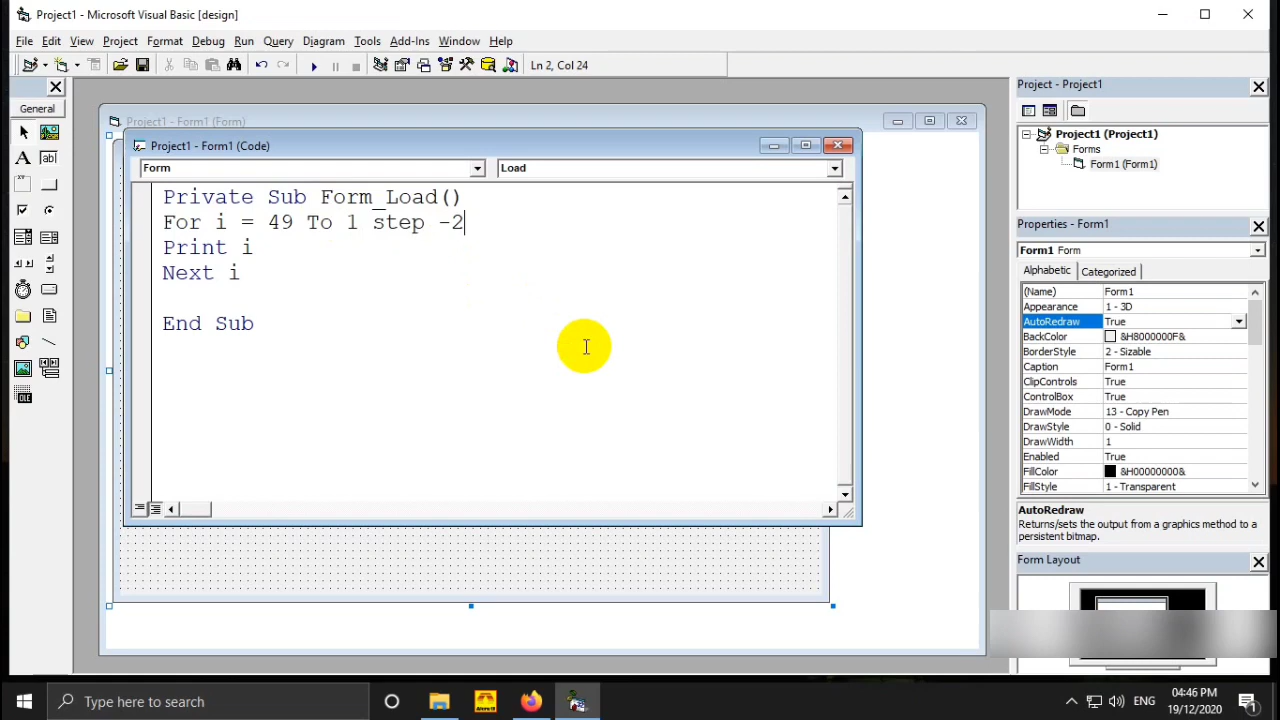 Project1 - Microsoft Visual Basic [design]
File Edit View Project Format Debug Run Query Diagram Tools Add-Ins Window Help
Ln 2, Col 24
General
A ab|
Project1 - Form1 (Form)
Project1 - Form1 (Code)
Form Load
Private Sub Form_Load()
For i = 49 To 1 step -2
Print i
Next i
End Sub
OLE
Project - Project1
Project1 (Project1)
Forms
Form1 (Form1)
Properties - Form1
Form1 Form
Alphabetic Categorized
(Name) Form1
Appearance 1 - 3D
AutoRedraw True
BackColor &H8000000F&
BorderStyle 2 - Sizable
Caption Form1
ClipControls True
ControlBox True
DrawMode 13 - Copy Pen
DrawStyle 0 - Solid
DrawWidth 1
Enabled True
FillColor &H00000000&
FillStyle 1 - Transparent
AutoRedraw
Returns/sets the output from a graphics method to a
persistent bitmap.
Form Layout
Type here to search
ENG
04:46 PM
19/12/2020
1